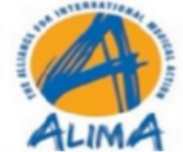 THE ALLIANCE FOR INTERNATIONAL MEDICAL ACTION
ALIMA